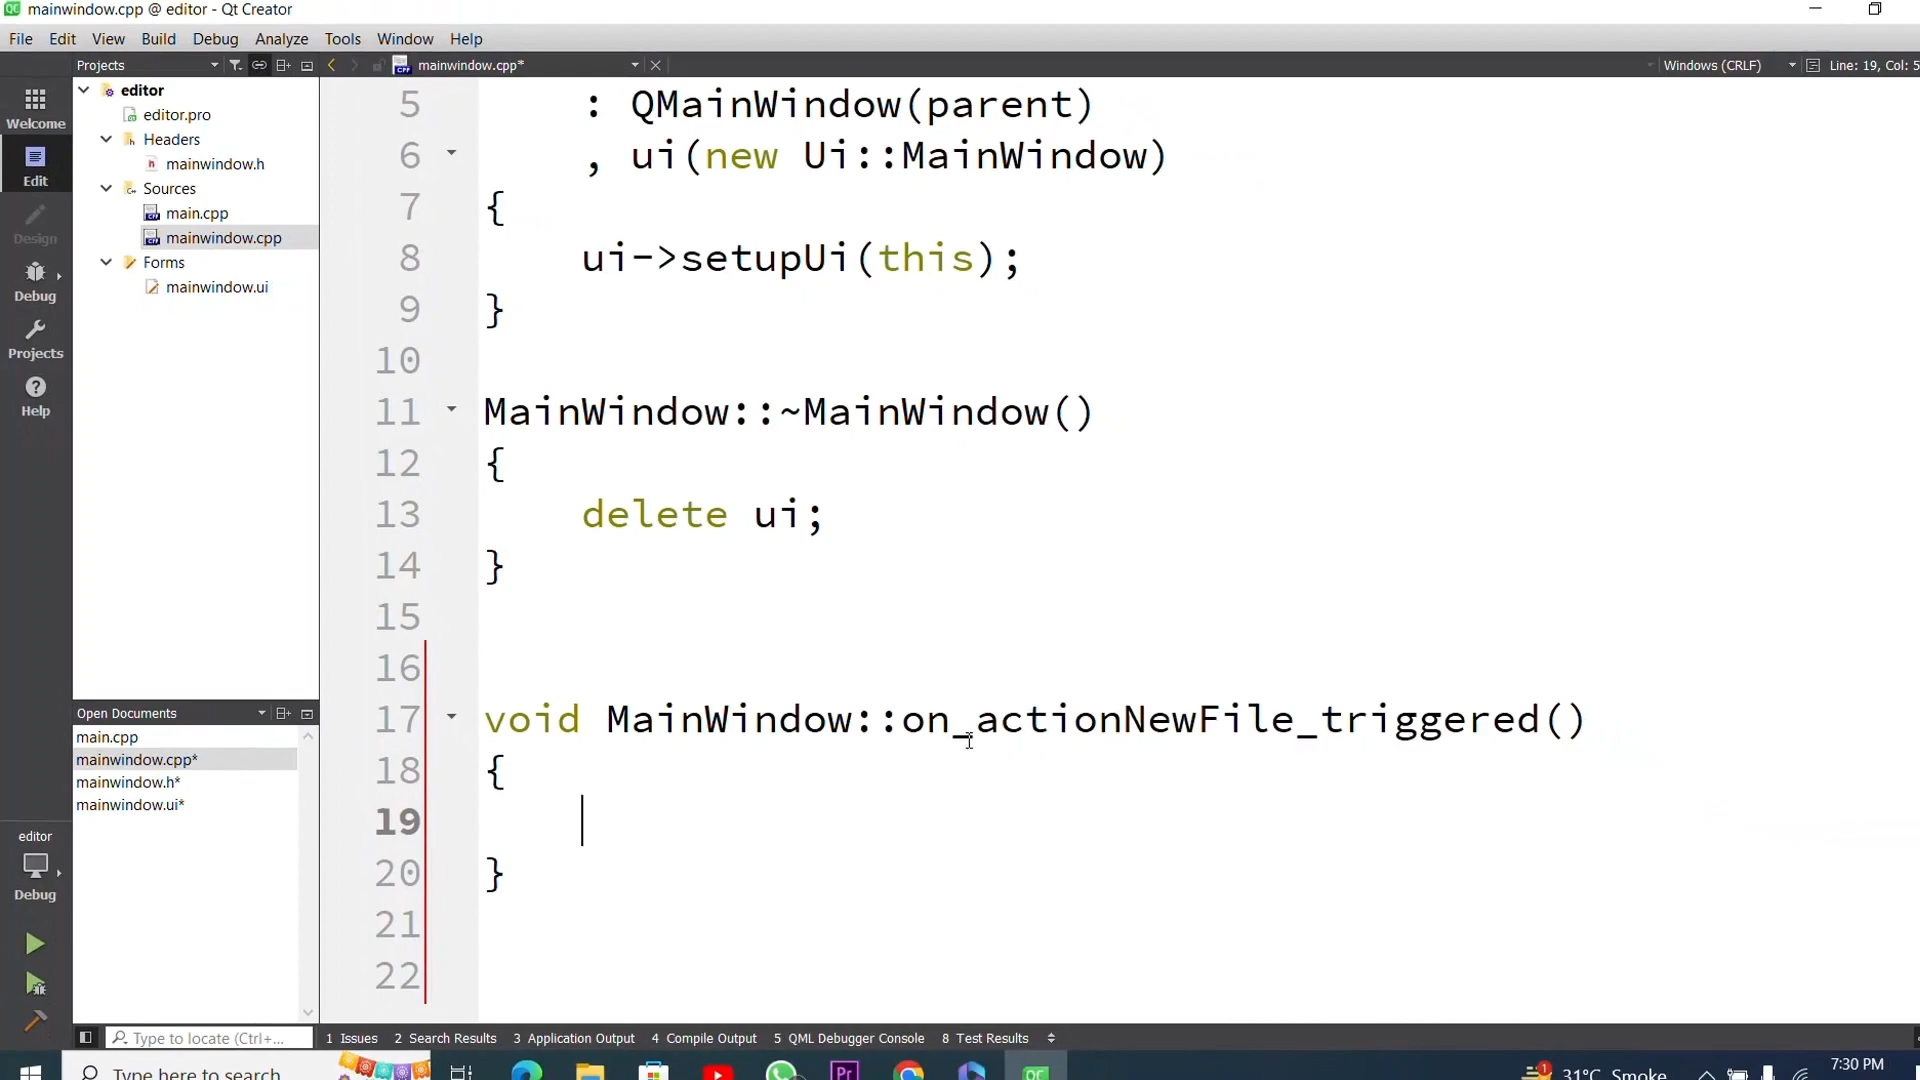 mainwindow.cpp @ editor - Qt Creator
File Edit View Build Debug Analyze Tools Window Help
Projects
mainwindow.cpp*
Windows (CRLF)
Line: 19, Col: 5
Welcome
Edit
Design
Debug
Projects
Help
editor
editor.pro
Headers
mainwindow.h
Sources
main.cpp
mainwindow.cpp
Forms
mainwindow.ui
5 : QMainWindow(parent)
6 , ui(new Ui::MainWindow)
7 {
8 ui->setupUi(this);
9 }
10
11 MainWindow::~MainWindow()
12 {
13 delete ui;
14 }
15
16
17 void MainWindow::on_actionNewFile_triggered()
18 {
19
20 }
21
22
Open Documents
main.cpp
mainwindow.cpp*
mainwindow.h*
mainwindow.ui*
editor
Debug
Type to locate (Ctrl+...
1 Issues 2 Search Results 3 Application Output 4 Compile Output 5 QML Debugger Console 8 Test Results
Type here to search
Pr
QC
1
31°C Smoke
7:30 PM